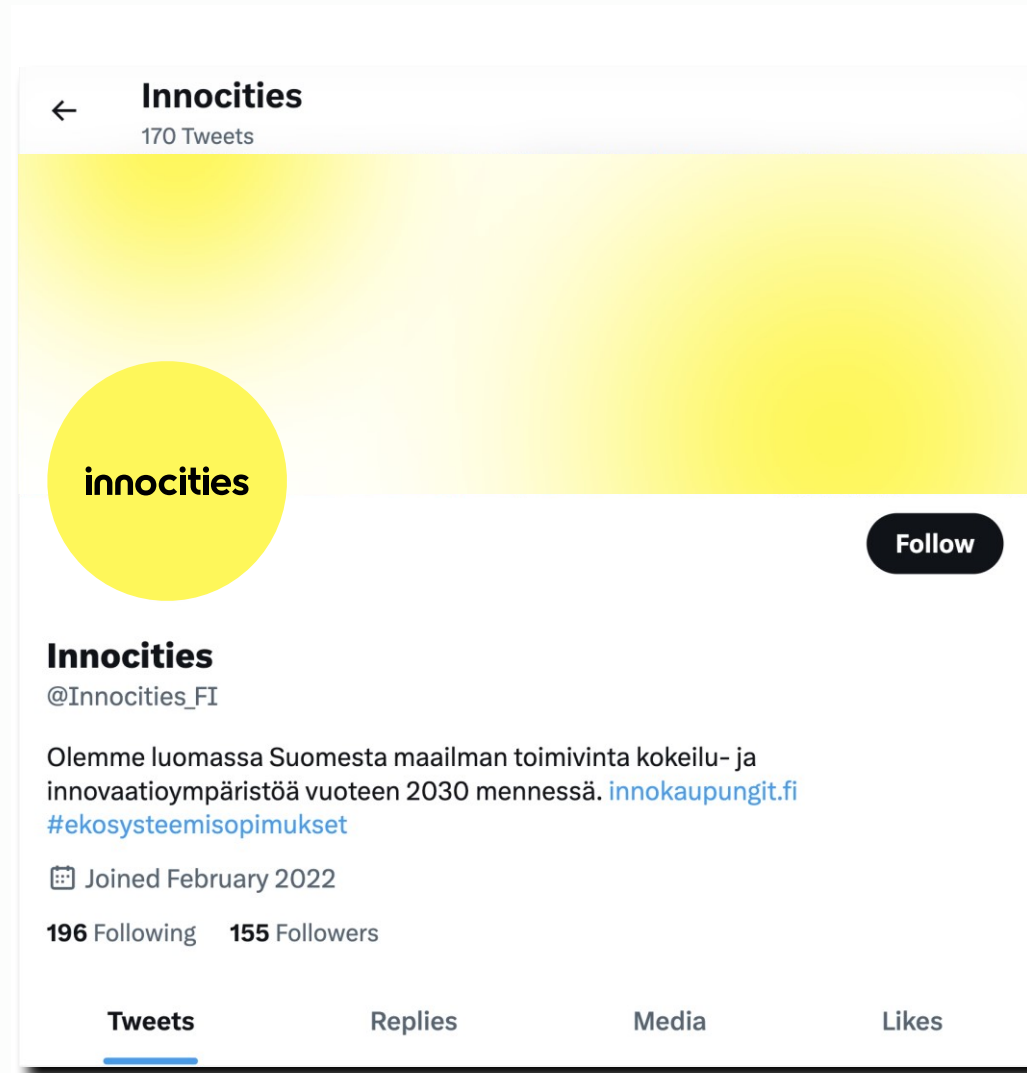 Innocities
170 Tweets
innocities
Follow
Innocities
@Innocities_FI
Olemme luomassa Suomesta maailman toimivinta kokeilu- ja
innovaatioympäristöä vuoteen 2030 mennessä. innokaupungit.fi
#ekosysteemisopimukset
Joined February 2022
196 Following 155 Followers
Tweets Replies Media Likes